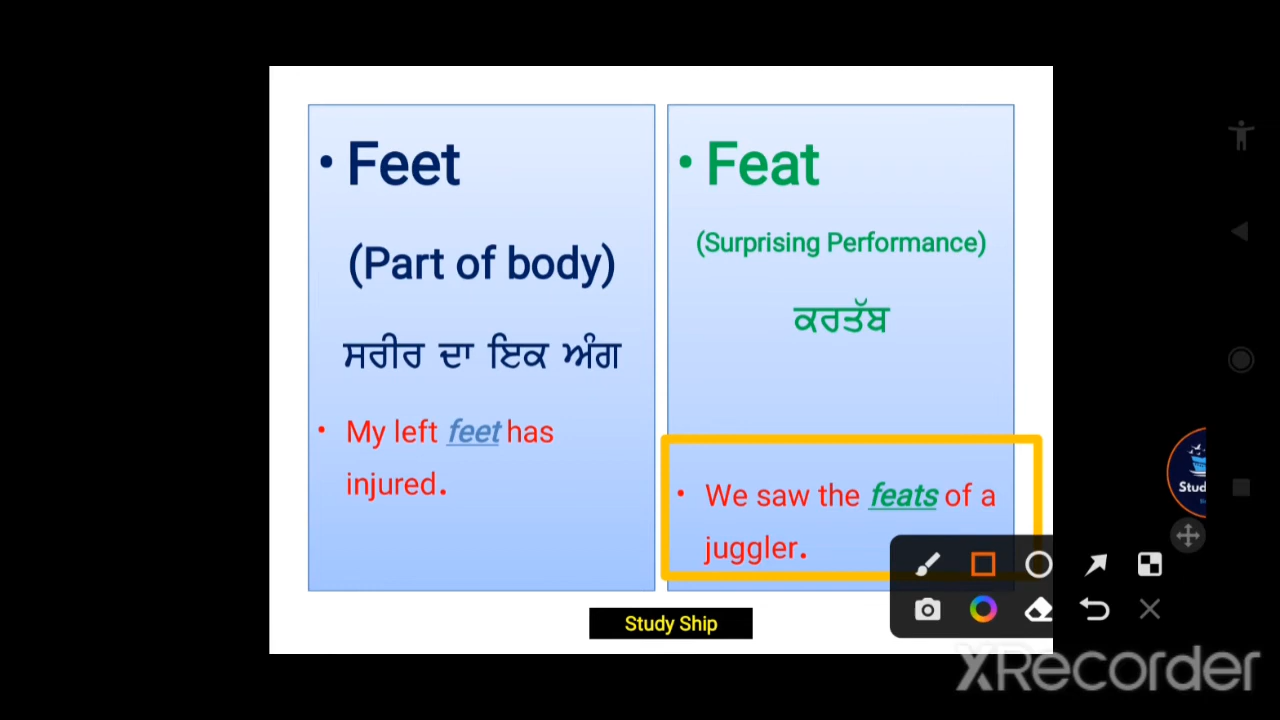 • Feet
(Part of body)
ਸਰੀਰ ਦਾ ਇਕ ਅੰਗ
• My left feet has
injured.
• Feat
(Surprising Performance)
ਕਰਤੱਬ
• We saw the feats of a
juggler.
Study Ship
XRecorder